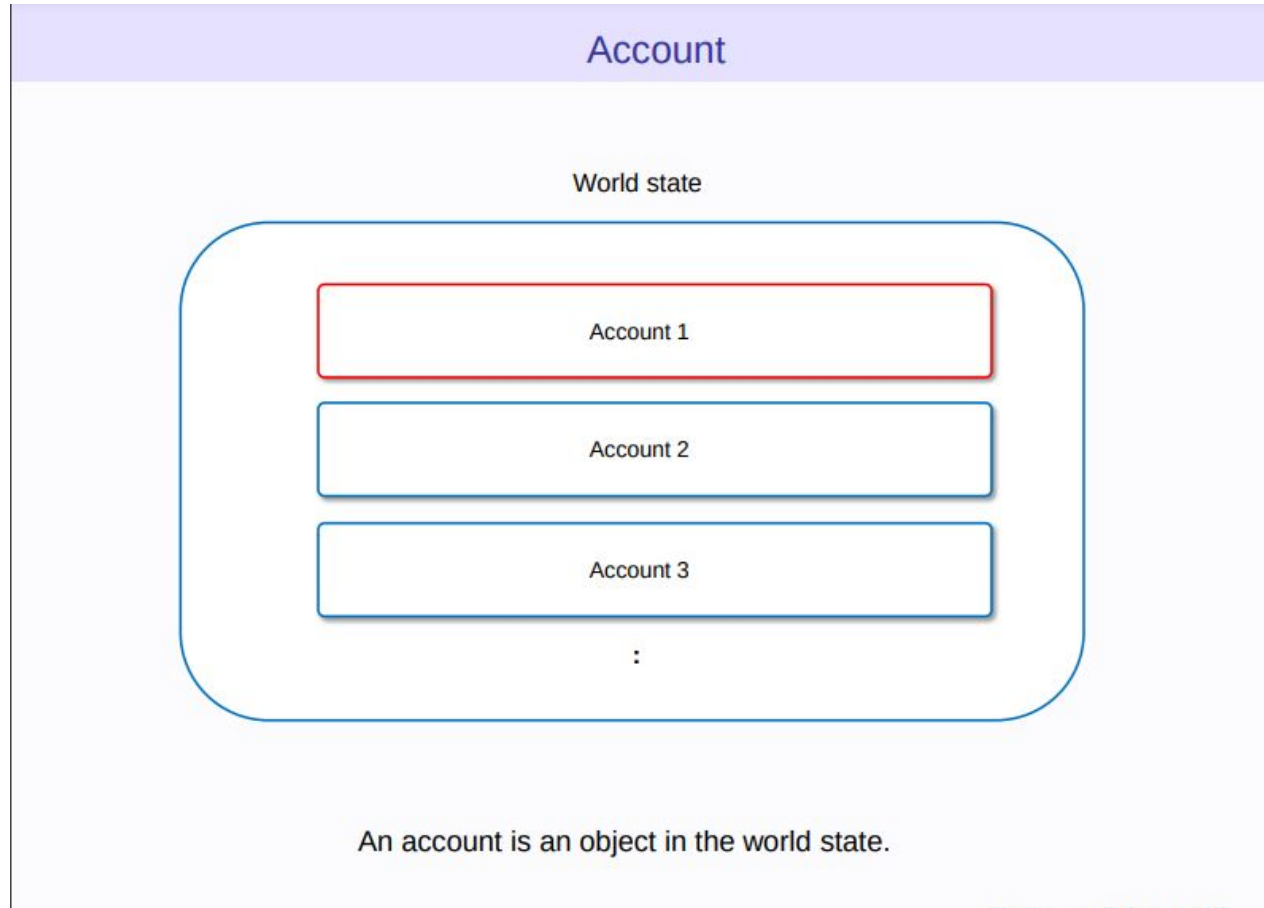 Account
World state
Account 1
Account 2
Account 3
:
An account is an object in the world state.